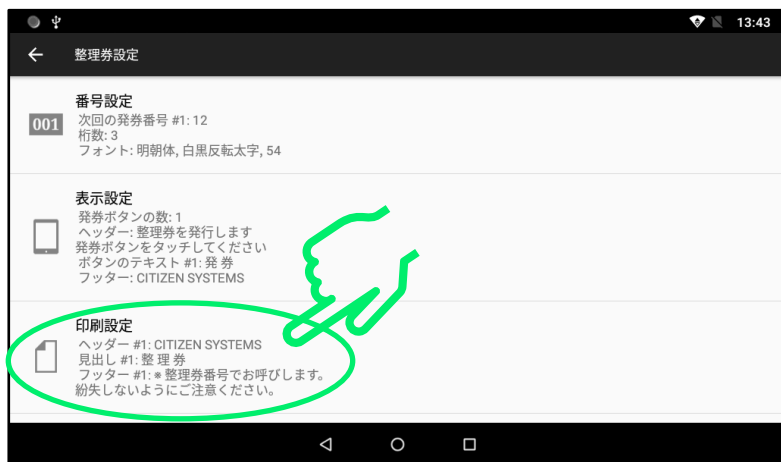 13:43
整理券設定
001
番号設定
次回の発券番号 #1: 12
桁数: 3
フォント: 明朝体, 白黒反転太字, 54
表示設定
発券ボタンの数: 1
ヘッダー: 整理券を発行します
発券ボタンをタッチしてください
ボタンのテキスト #1: 発 券
フッター: CITIZEN SYSTEMS
印刷設定
ヘッダー #1: CITIZEN SYSTEMS
見出し #1: 整 理 券
フッター #1: ※ 整理券番号でお呼びします。
紛失しないようにご注意ください。